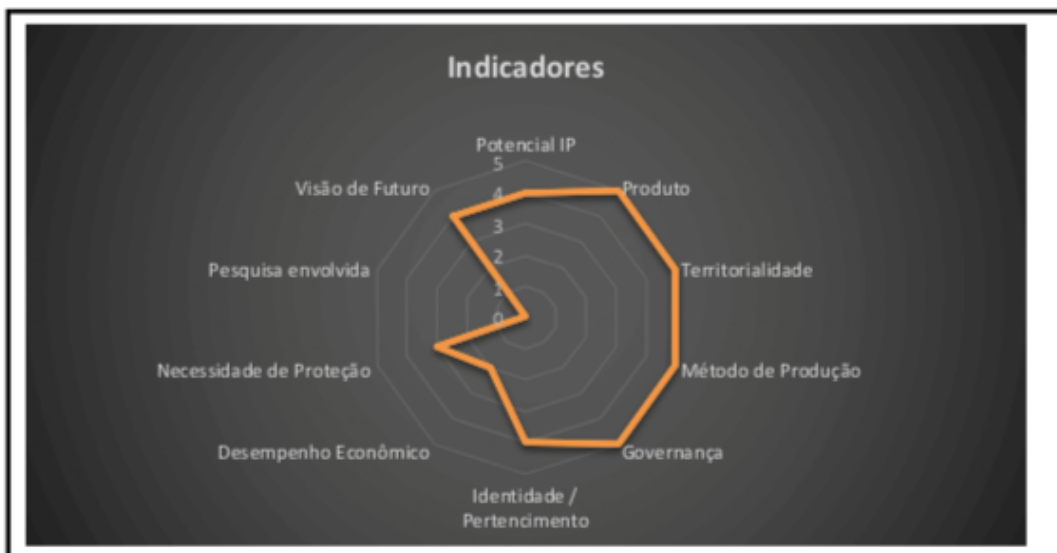 Indicadores
Potencial IP
5
Visão de Futuro
Produto
4
3
Pesquisa envolvida
Territorialidade
2
1
0
Necessidade de Proteção
Método de Produção
Desempenho Econômico
Governança
Identidade /
Pertencimento